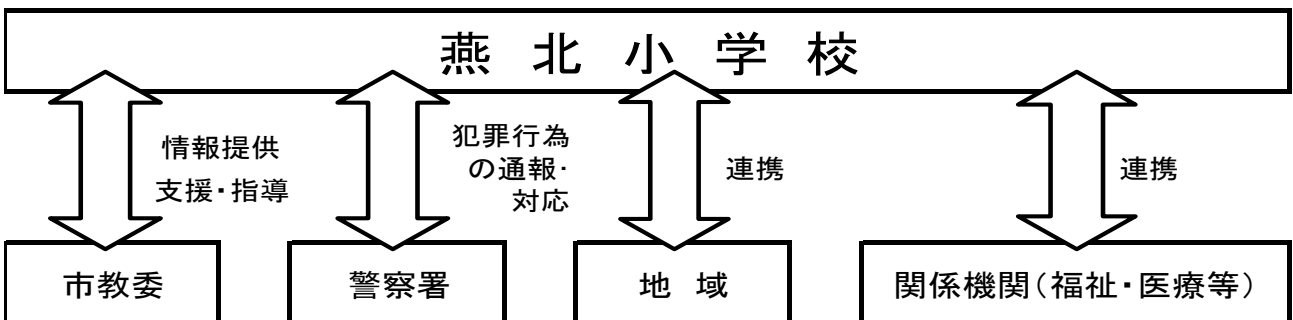 燕北小学校
情報提供
支援・指導
犯罪行為
の通報・
対応
連携
連携
市教委
警察署
地域
関係機関(福祉・医療等)